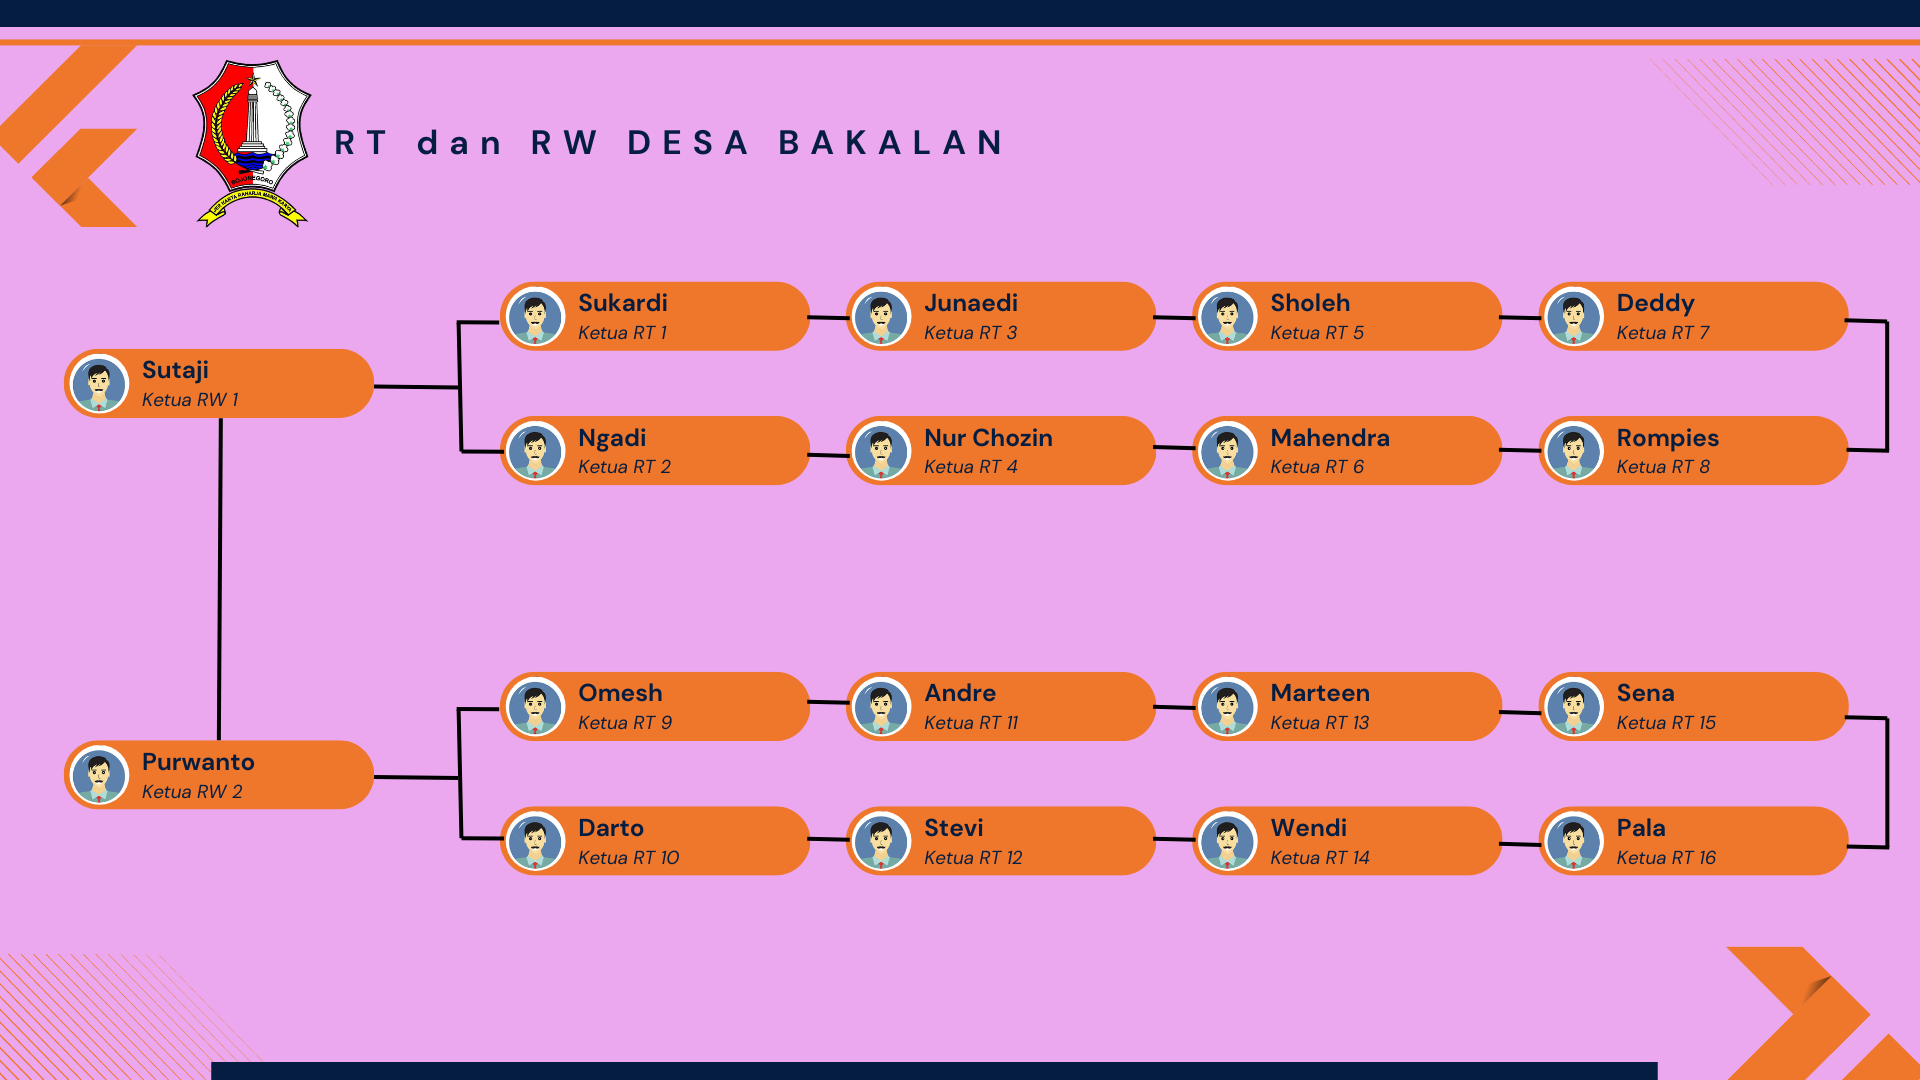 RT dan RW DESA BAKALAN
BOJONEGORO
Sutaji
Ketua RW 1
Sukardi
Ketua RT 1
Junaedi
Ketua RT 3
Sholeh
Ketua RT 5
Deddy
Ketua RT 7
Ngadi
Ketua RT 2
Nur Chozin
Ketua RT 4
Mahendra
Ketua RT 6
Rompies
Ketua RT 8
Purwanto
Ketua RW 2
Omesh
Ketua RT 9
Andre
Ketua RT 11
Marteen
Ketua RT 13
Sena
Ketua RT 15
Darto
Ketua RT 10
Stevi
Ketua RT 12
Wendi
Ketua RT 14
Pala
Ketua RT 16